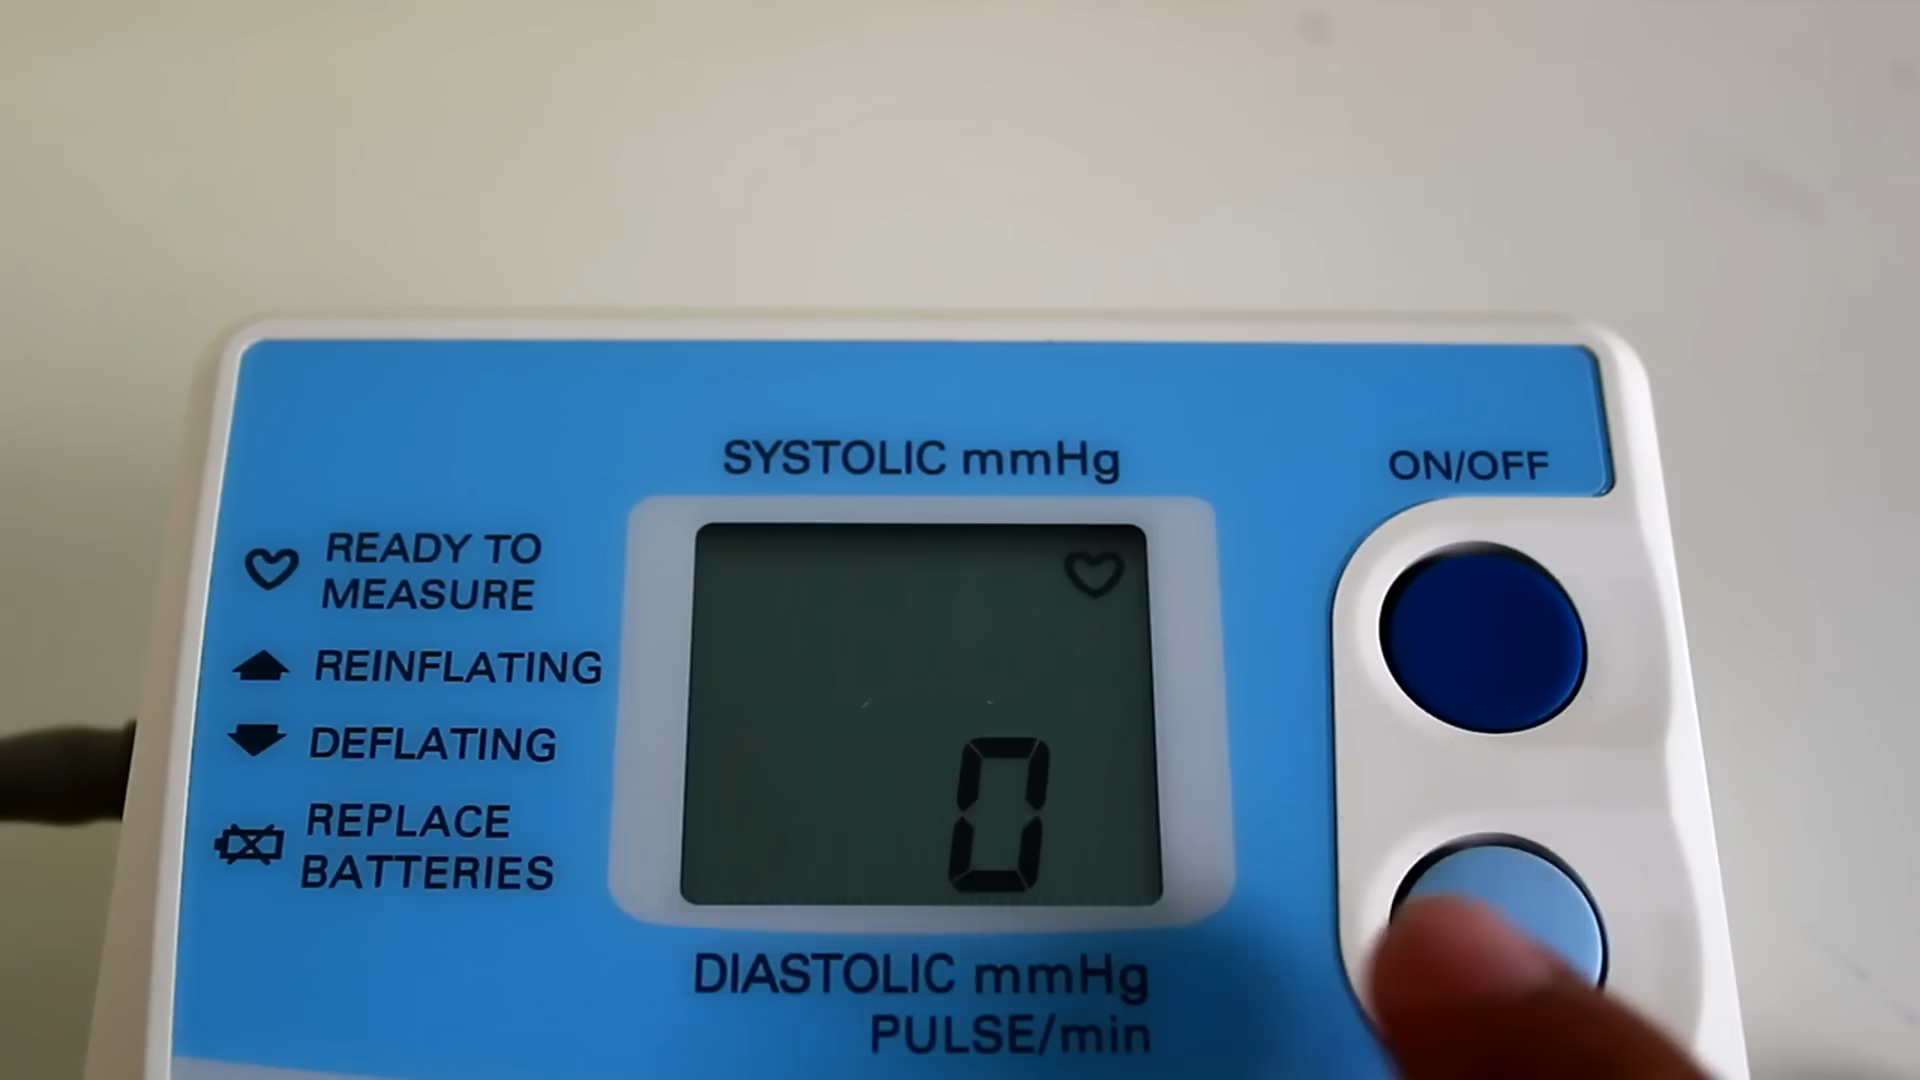 SYSTOLIC mmHg
ON/OFF
READY TO
MEASURE
REINFLATING
DEFLATING
REPLACE
BATTERIES
0
DIASTOLIC mmHg
PULSE/min